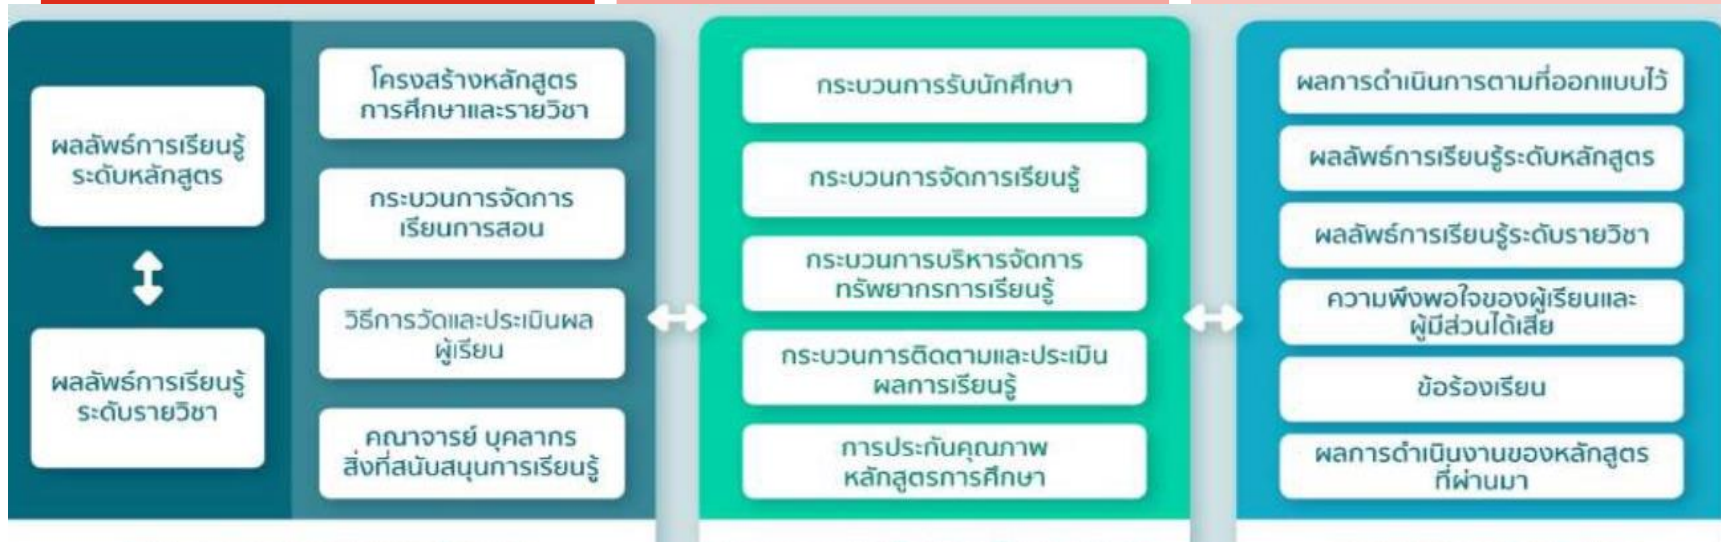 ผลลัพธ์การเรียนรู้
ระดับหลักสูตร
ผลลัพธ์การเรียนรู้
ระดับรายวิชา
โครงสร้างหลักสูตร
การศึกษาและรายวิชา
กระบวนการจัดการ
เรียนการสอน
วิธีการวัดและประเมินผล
ผู้เรียน
คณาจารย์ บุคลากร
สิ่งที่สนับสนุนการเรียนรู้
กระบวนการรับนักศึกษา
กระบวนการจัดการเรียนรู้
กระบวนการบริหารจัดการ
ทรัพยากรการเรียนรู้
กระบวนการติดตามและประเมิน
ผลการเรียนรู้
การประกันคุณภาพ
หลักสูตรการศึกษา
ผลการดำเนินการตามที่ออกแบบไว้
ผลลัพธ์การเรียนรู้ระดับหลักสูตร
ผลลัพธ์การเรียนรู้ระดับรายวิชา
ความพึงพอใจของผู้เรียนและ
ผู้มีส่วนได้เสีย
ข้อร้องเรียน
ผลการดำเนินงานของหลักสูตร
ที่ผ่านมา